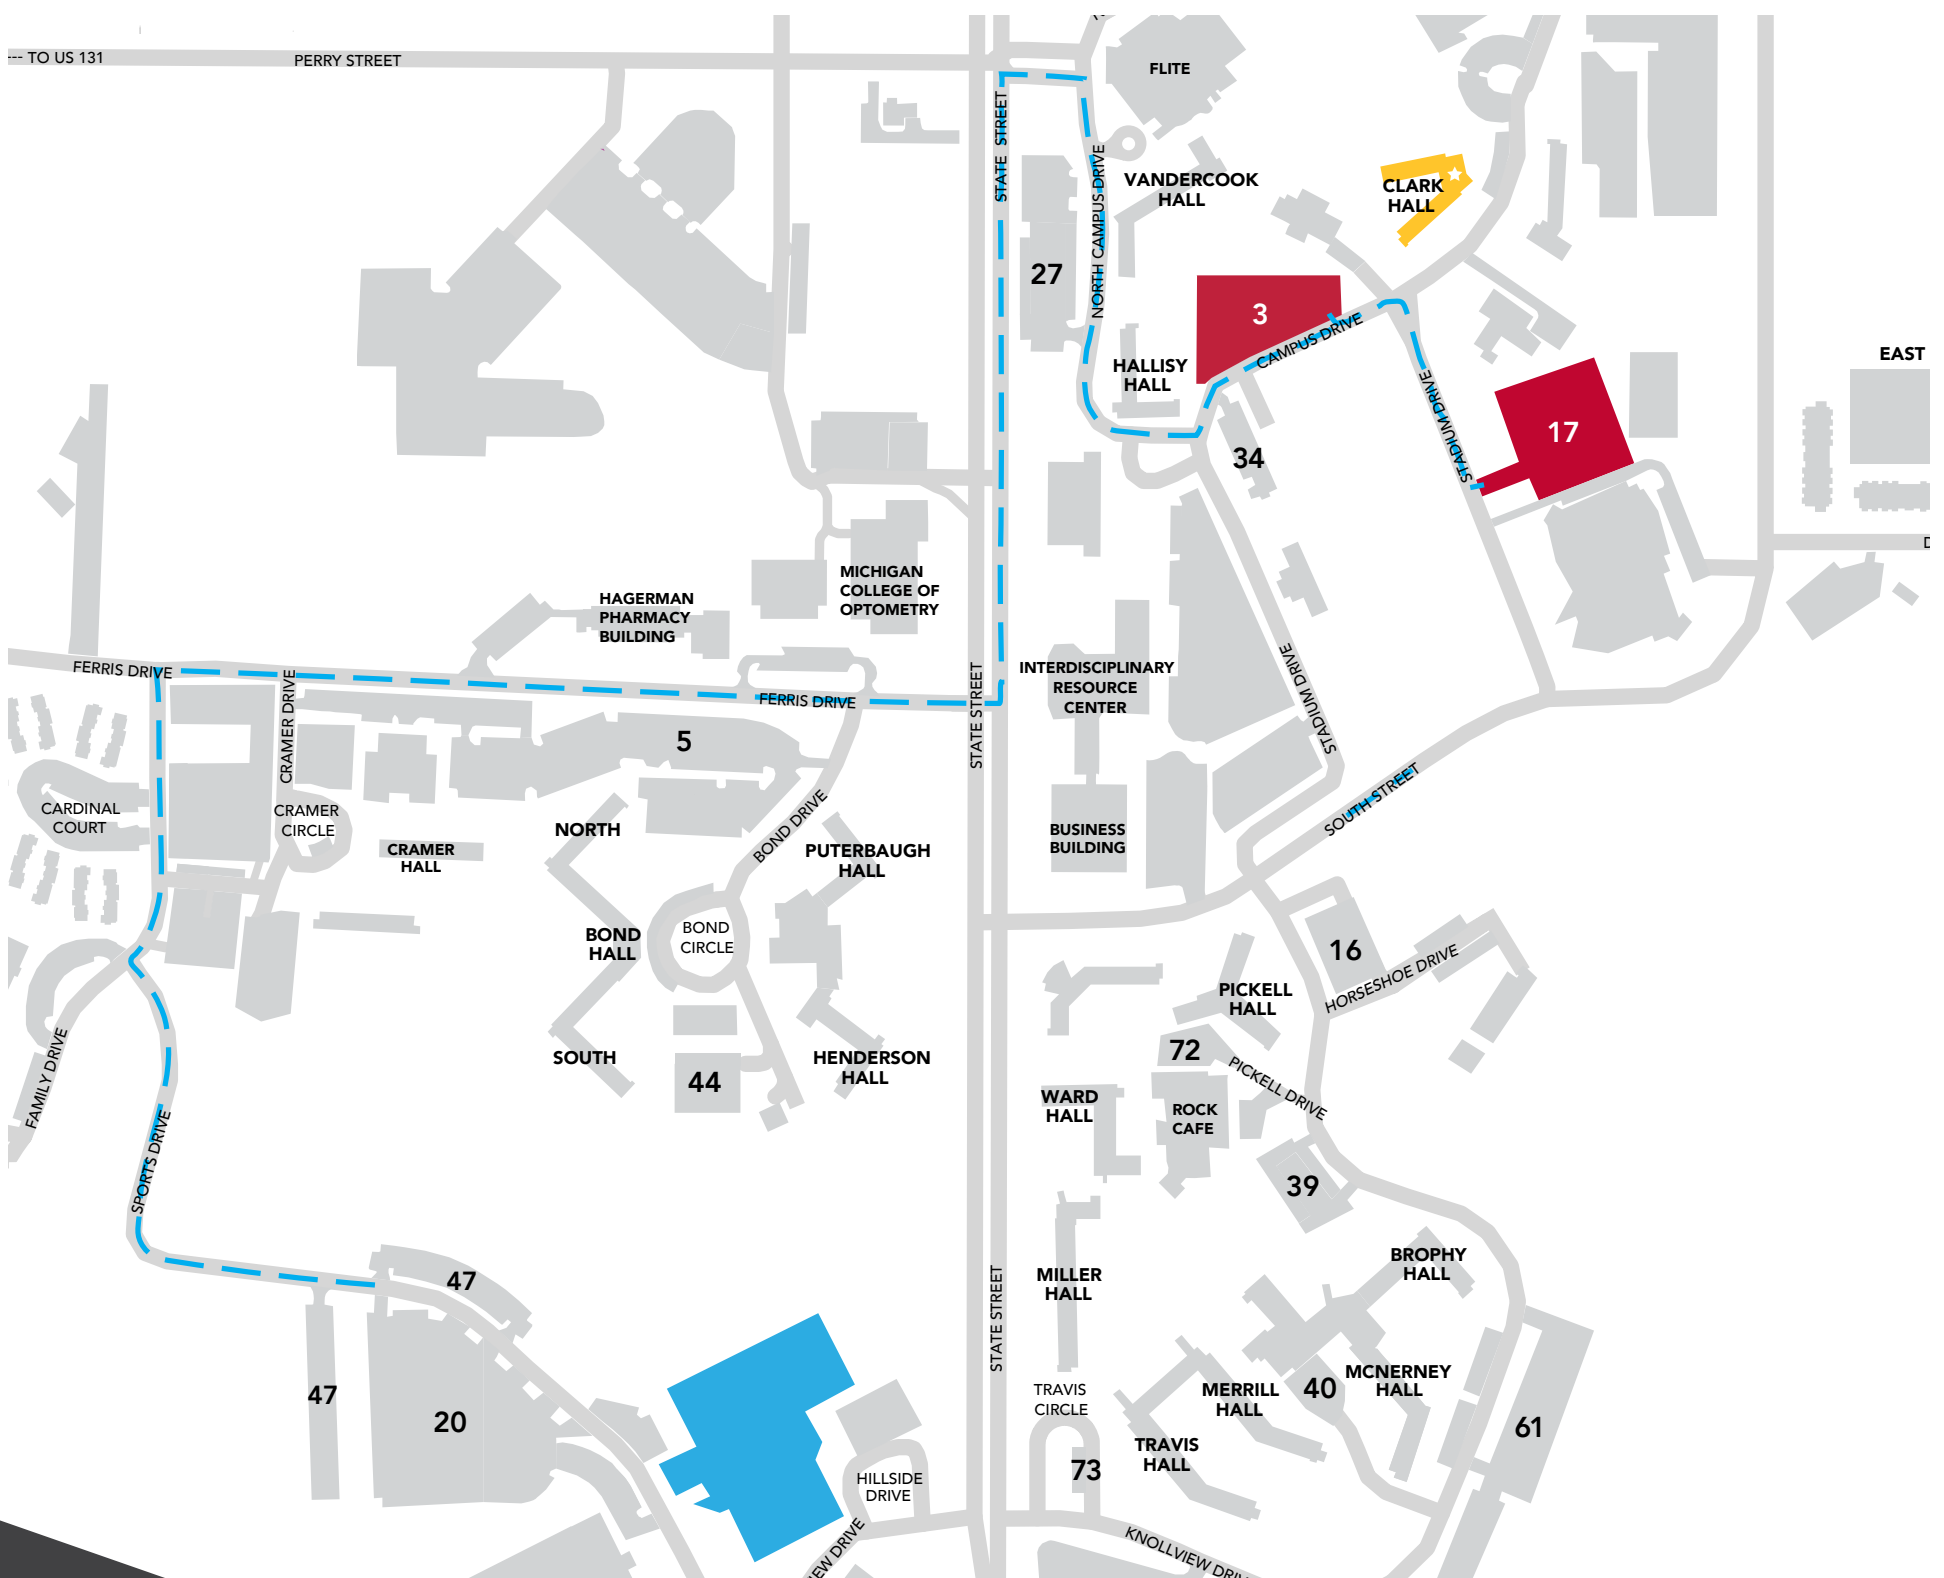 --- TO US 131
PERRY STREET
FLITE
STATE STREET
NORTH CAMPUS DRIVE
VANDERCOOK
HALL
CLARK
HALL
27
3
CAMPUS DRIVE
HALLISY
HALL
STADIUM DRIVE
EAST
17
34
MICHIGAN
COLLEGE OF
OPTOMETRY
HAGERMAN
PHARMACY
BUILDING
FERRIS DRIVE
CRAMER DRIVE
FERRIS DRIVE
STATE STREET
INTERDISCIPLINARY
RESOURCE
CENTER
STADIUM DRIVE
5
SOUTH STREET
CARDINAL
COURT
CRAMER
CIRCLE
CRAMER
HALL
NORTH
BOND DRIVE
PUTERBAUGH
HALL
BUSINESS
BUILDING
BOND
HALL
BOND
CIRCLE
16
HORSESHOE DRIVE
PICKELL
HALL
FAMILY DRIVE
SOUTH
44
HENDERSON
HALL
72
PICKELL DRIVE
WARD
HALL
ROCK
CAFE
SPORTS DRIVE
39
47
MILLER
HALL
BROPHY
HALL
STATE STREET
47
20
TRAVIS
CIRCLE
MERRILL
HALL
40
MCNERNEY
HALL
61
TRAVIS
HALL
73
HILLSIDE
DRIVE
KNOLLVIEW DRIV
EW DRIVE